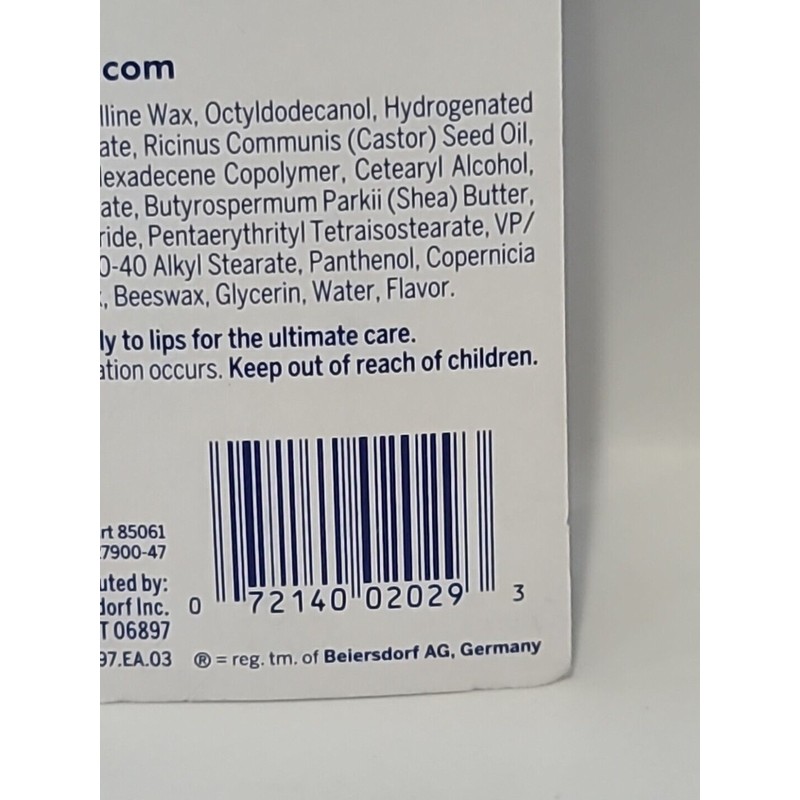 .com
lline Wax, Octyldodecanol, Hydrogenated
ate, Ricinus Communis (Castor) Seed Oil,
lexadecene Copolymer, Cetearyl Alcohol,
ate, Butyrospermum Parkii (Shea) Butter,
ride, Pentaerythrityl Tetraisostearate, VP/
0-40 Alkyl Stearate, Panthenol, Copernicia
., Beeswax, Glycerin, Water, Flavor.
ly to lips for the ultimate care.
ation occurs. Keep out of reach of children.
rt 85061
7900-47
uted by:
dorf Inc.
T 06897
97.EA.03
0 72140 02029 3
® = reg. tm. of Beiersdorf AG, Germany